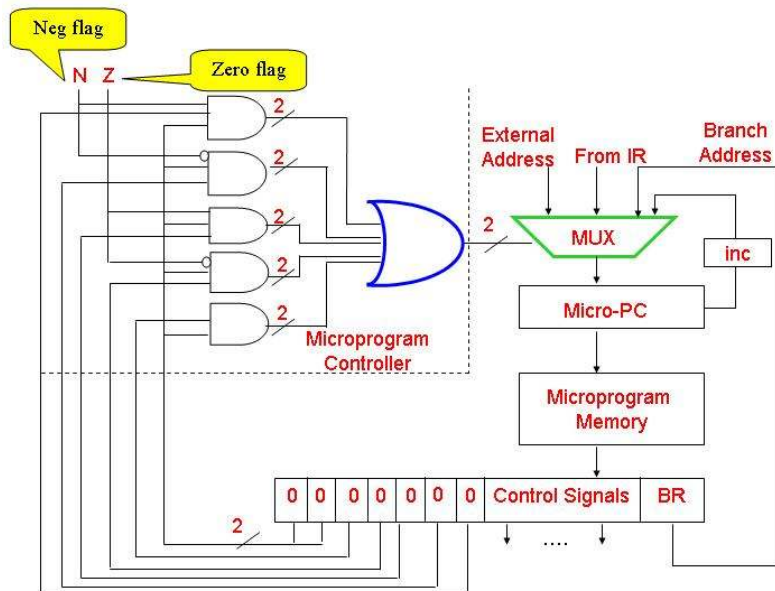 Neg flag
N Z
Zero flag
2
2
2
2
2
Microprogram
Controller
2
External
Address
From IR
Branch
Address
MUX
inc
Micro-PC
Microprogram
Memory
0 0 0 0 0 0 0 Control Signals BR
2
....